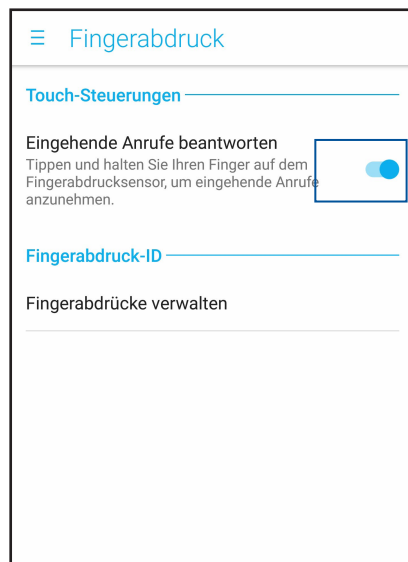 Fingerabdruck
Touch-Steuerungen
Eingehende Anrufe beantworten
Tippen und halten Sie Ihren Finger auf dem
Fingerabdrucksensor, um eingehende Anrufe
anzunehmen.
Fingerabdruck-ID
Fingerabdrücke verwalten